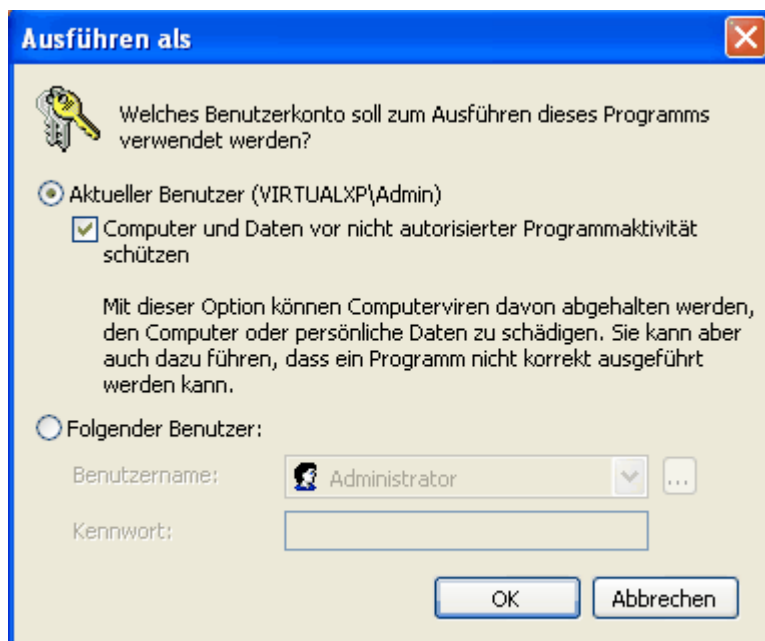 Ausführen als
Welches Benutzerkonto soll zum Ausführen dieses Programms
verwendet werden?
Aktueller Benutzer (VIRTUALXP\Admin)
Computer und Daten vor nicht autorisierter Programmaktivität
schützen
Mit dieser Option können Computerviren davon abgehalten werden,
den Computer oder persönliche Daten zu schädigen. Sie kann aber
auch dazu führen, dass ein Programm nicht korrekt ausgeführt
werden kann.
Folgender Benutzer:
Benutzername: Administrator ...
Kennwort:
OK Abbrechen